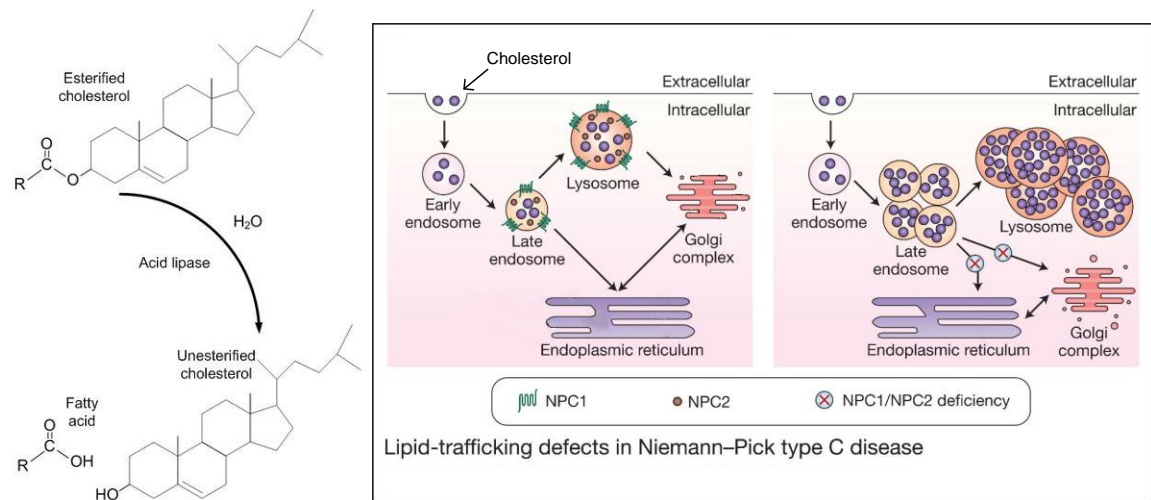 Esterified
cholesterol
O
R
C
O
H₂O
Acid lipase
Unesterified
cholesterol
Fatty
acid
O
C
R
OH
HO
Cholesterol
Extracellular
Intracellular
Early
endosome
Late
endosome
Lysosome
Golgi
complex
Endoplasmic reticulum
Extracellular
Intracellular
Early
endosome
Late
endosome
Lysosome
Golgi
complex
Endoplasmic reticulum
NPC1
NPC2
NPC1/NPC2 deficiency
Lipid-trafficking defects in Niemann–Pick type C disease